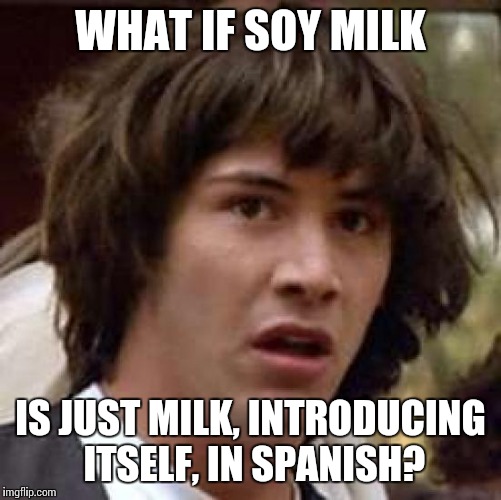 WHAT IF SOY MILK
IS JUST MILK, INTRODUCING
ITSELF, IN SPANISH?
imgflip.com